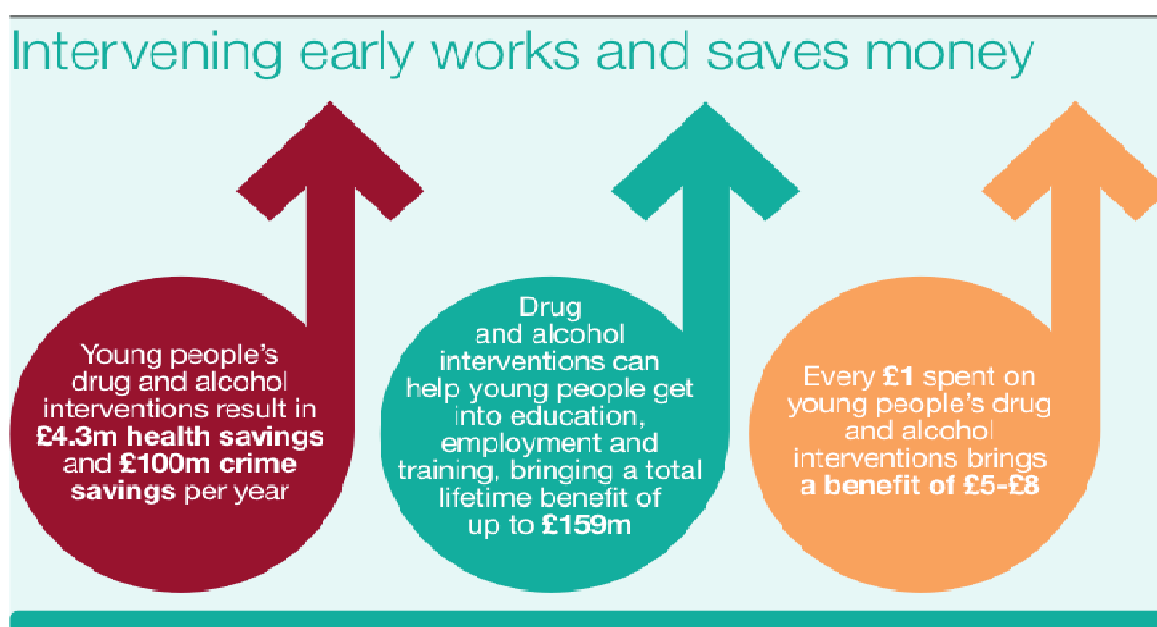 Intervening early works and saves money
Young people's
drug and alcohol
interventions result in
£4.3m health savings
and £100m crime
savings per year
Drug
and alcohol
interventions can
help young people get
into education,
employment and
training, bringing a total
lifetime benefit of
up to £159m
Every £1 spent on
young people's drug
and alcohol
interventions brings
a benefit of £5-£8